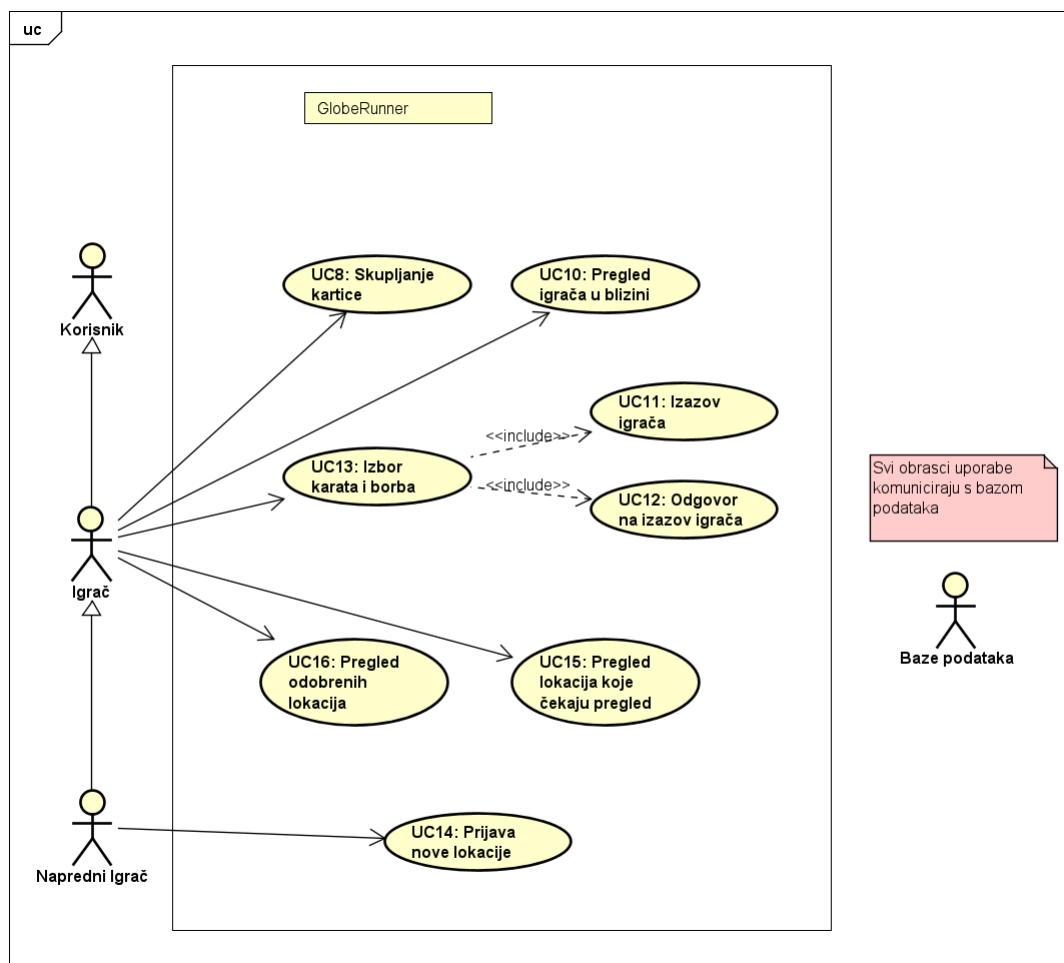 uc
GlobeRunner
Korisnik
UC8: Skupljanje
kartice
UC10: Pregled
igrača u blizini
UC11: Izazov
igrača
<<include>>
UC13: Izbor
karata i borba
<<include>>
UC12: Odgovor
na izazov igrača
Svi obrasci uporabe
komuniciraju s bazom
podataka
Igrač
Baze podataka
UC16: Pregled
odobrenih
lokacija
UC15: Pregled
lokacija koje
čekaju pregled
Napredni Igrač
UC14: Prijava
nove lokacije